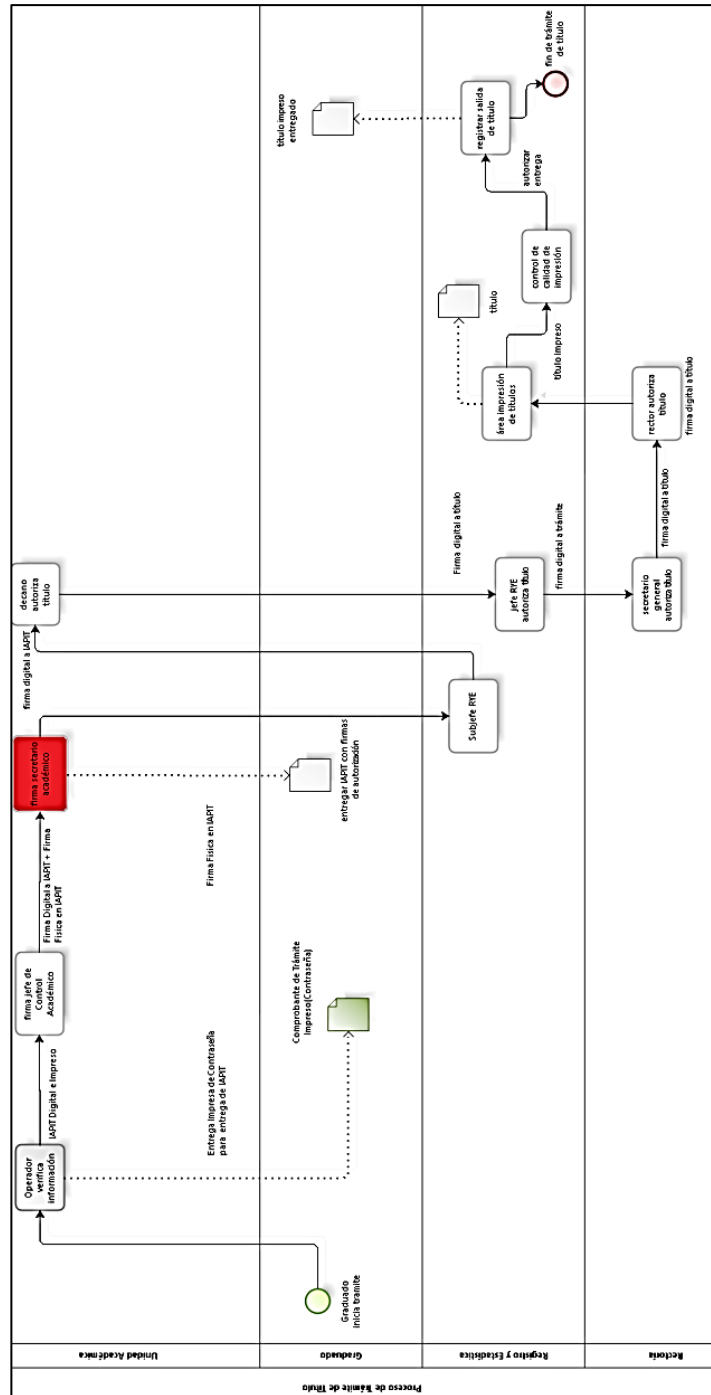 Proceso de Trámite de Título
Unidad Académica
Graduado
Registro y Estadística
Rectoría
Graduado
inicia tramite
Operador
verifica
información
IAPIT Digital e Impreso
firma jefe de
Control
Académico
Firma Digital a IAPIT + Firma
Física en IAPIT
firma secretario
académico
firma digital a IAPIT
decano
autoriza
título
Entrega Impresa de Contraseña
para entrega de IAPIT
Firma Física en IAPIT
Comprobante de Trámite
Impreso(Contraseña)
entregar IAPIT con firmas
de autorización
título impreso
entregado
Subjefe RYE
Firma digital a título
jefe RYE
autoriza título
firma digital a trámite
área impresión
de títulos
título
título impreso
control de
calidad de
impresión
autorizar
entrega
registrar salida
de título
fin de trámite
de título
secretario
general
autoriza título
firma digital a título
rector autoriza
título
firma digital a título